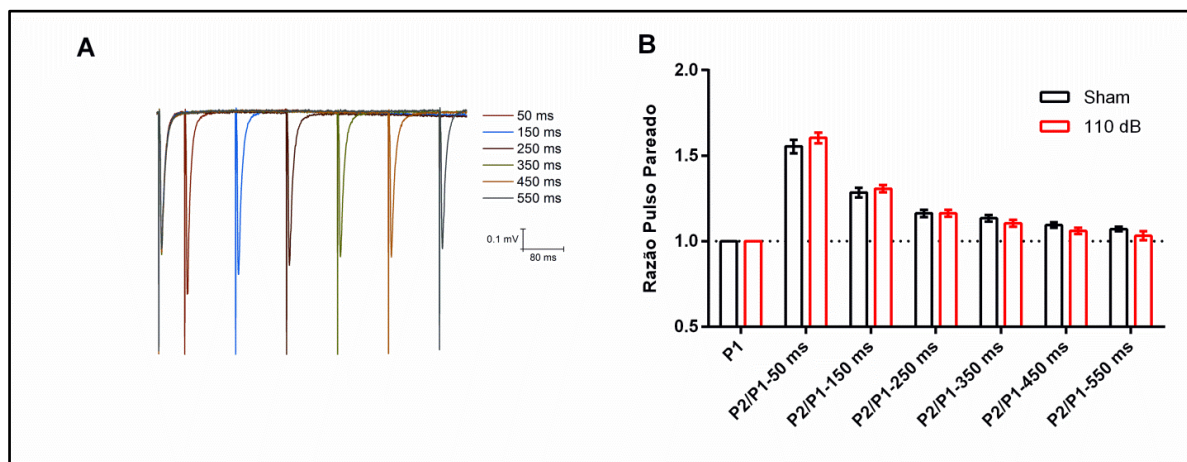 A
50 ms
150 ms
250 ms
350 ms
450 ms
550 ms
0.1 mV
80 ms
B
Razão Pulso Pareado
2.0
1.5
1.0
0.5
Sham
110 dB
P1
P2/P1-50 ms
P2/P1-150 ms
P2/P1-250 ms
P2/P1-350 ms
P2/P1-450 ms
P2/P1-550 ms